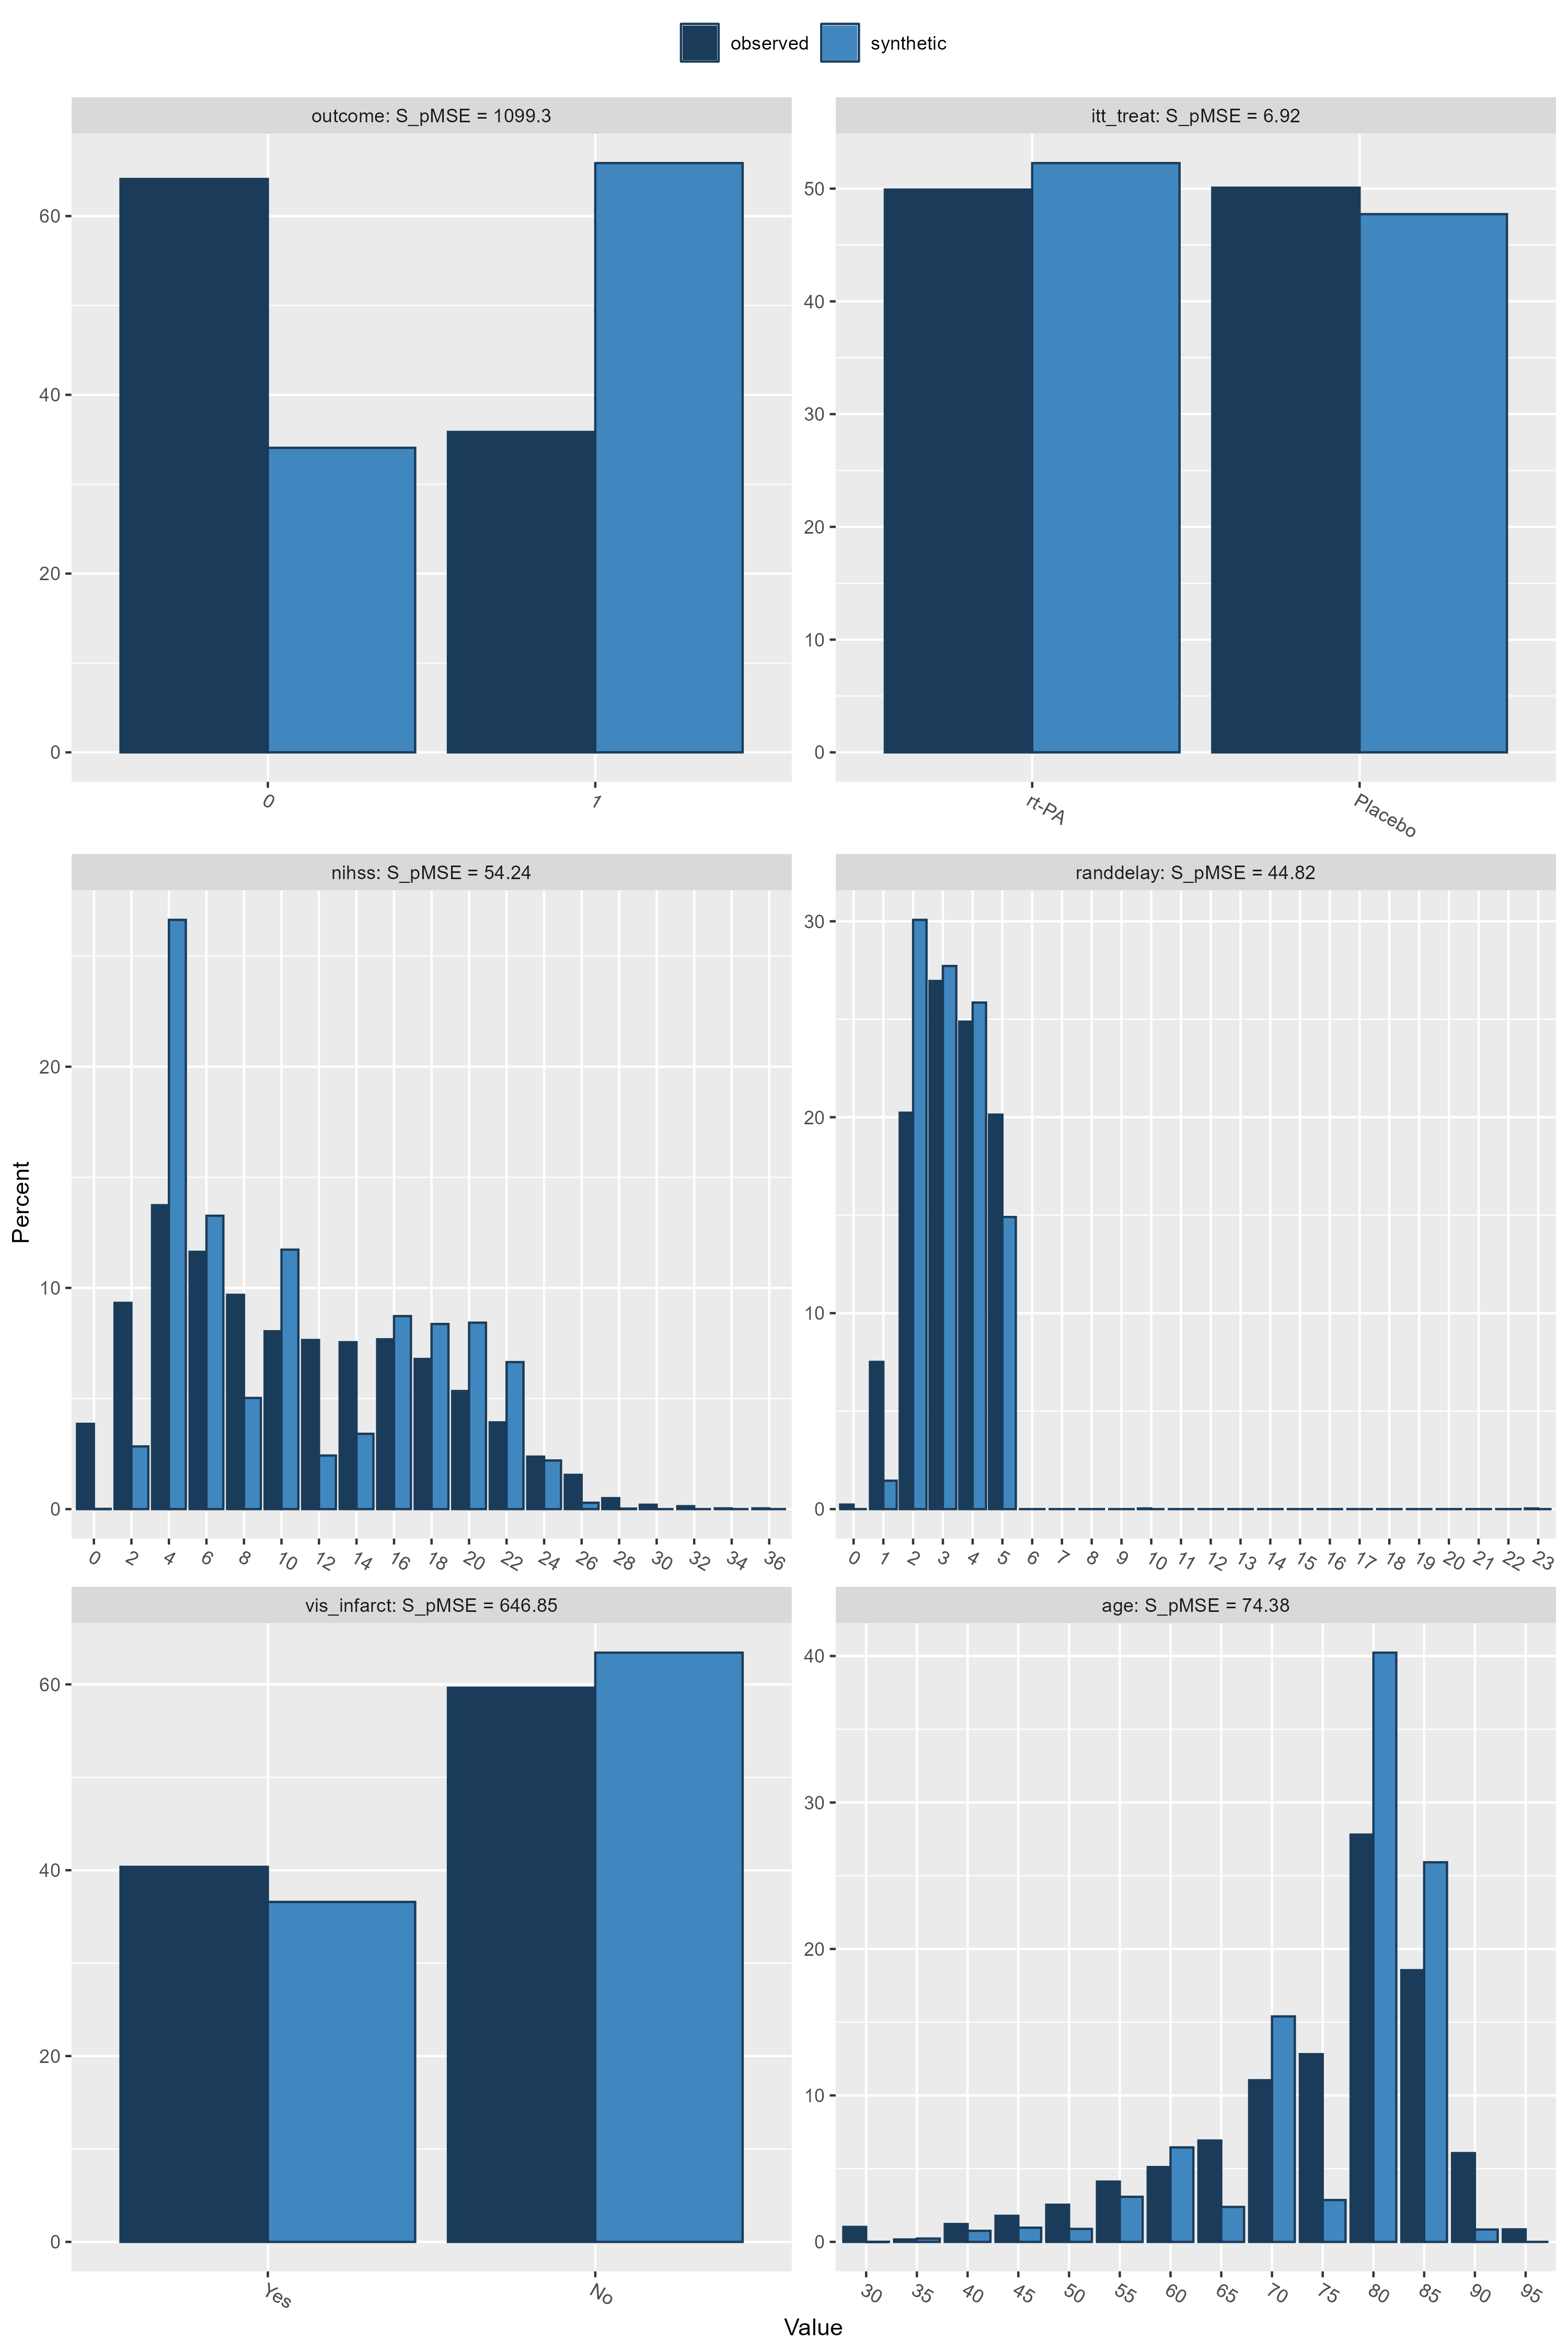 observed synthetic
outcome: S_pMSE = 1099.3
60
40
20
0
0 1
itt_treat: S_pMSE = 6.92
50
40
30
20
10
0
rt-PA Placebo
nihss: S_pMSE = 54.24
20
10
0
0 2 4 6 8 10 12 14 16 18 20 22 24 26 28 30 32 34 36
randdelay: S_pMSE = 44.82
30
20
10
0
0 1 2 3 4 5 6 7 8 9 10 11 12 13 14 15 16 17 18 19 20 21 22 23
vis_infarct: S_pMSE = 646.85
60
40
20
0
Yes No
age: S_pMSE = 74.38
40
30
20
10
0
30 35 40 45 50 55 60 65 70 75 80 85 90 95
Percent
Value